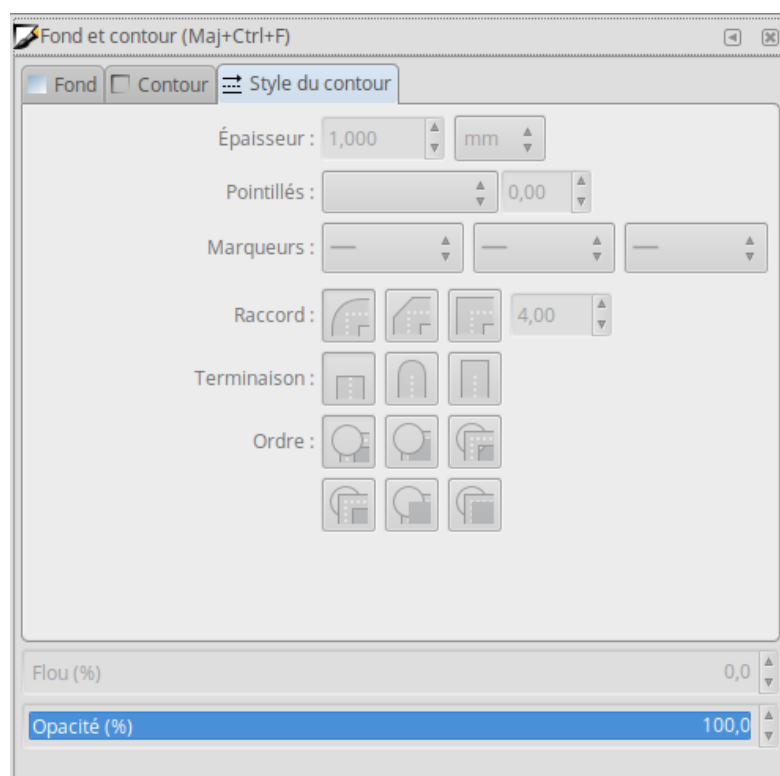 Fond et contour (Maj+Ctrl+F)
Fond Contour Style du contour
Épaisseur : 1,000 mm
Pointillés : 0,00
Marqueurs :
Raccord : 4,00
Terminaison :
Ordre :
Flou (%) 0,0
Opacité (%) 100,0